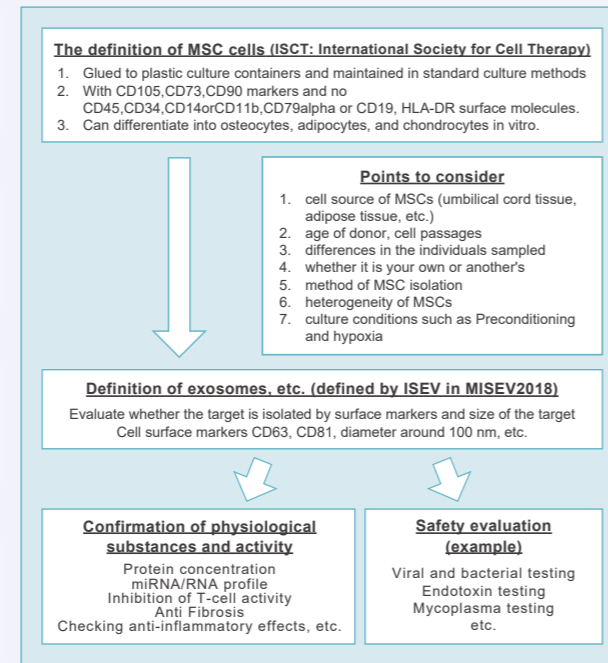 The definition of MSC cells (ISCT: International Society for Cell Therapy)
1. Glued to plastic culture containers and maintained in standard culture methods
2. With CD105,CD73,CD90 markers and no
CD45,CD34,CD14orCD11b,CD79alpha or CD19, HLA-DR surface molecules.
3. Can differentiate into osteocytes, adipocytes, and chondrocytes in vitro.
Points to consider
1. cell source of MSCs (umbilical cord tissue,
adipose tissue, etc.)
2. age of donor, cell passages
3. differences in the individuals sampled
4. whether it is your own or another's
5. method of MSC isolation
6. heterogeneity of MSCs
7. culture conditions such as Preconditioning
and hypoxia
Definition of exosomes, etc. (defined by ISEV in MISEV2018)
Evaluate whether the target is isolated by surface markers and size of the target
Cell surface markers CD63, CD81, diameter around 100 nm, etc.
Confirmation of physiological
substances and activity
Protein concentration
miRNA/RNA profile
Inhibition of T-cell activity
Anti Fibrosis
Checking anti-inflammatory effects, etc.
Safety evaluation
(example)
Viral and bacterial testing
Endotoxin testing
Mycoplasma testing
etc.